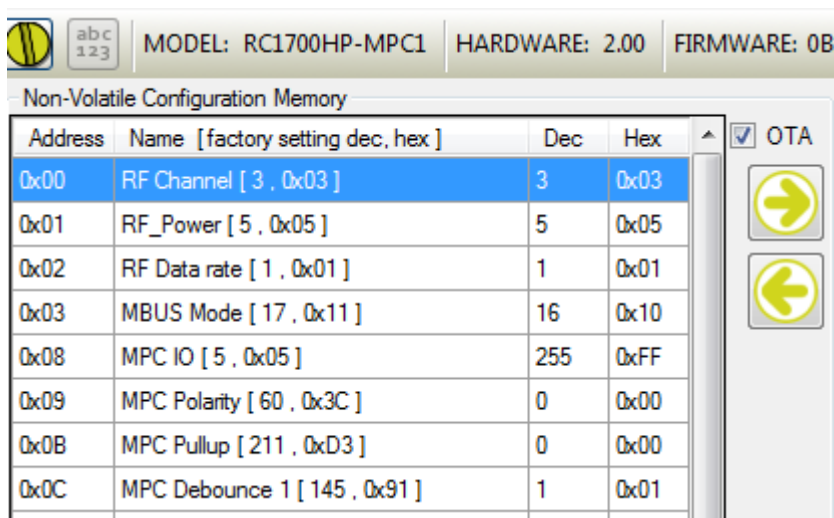 abc
123
MODEL: RC1700HP-MPC1 HARDWARE: 2.00 FIRMWARE: 0B
Non-Volatile Configuration Memory
Address Name [factory setting dec, hex ] Dec Hex OTA
0x00 RF Channel [ 3 , 0x03 ] 3 0x03
0x01 RF_Power [ 5 , 0x05 ] 5 0x05
0x02 RF Data rate [ 1 , 0x01 ] 1 0x01
0x03 MBUS Mode [ 17 , 0x11 ] 16 0x10
0x08 MPC IO [ 5 , 0x05 ] 255 0xFF
0x09 MPC Polarity [ 60 , 0x3C ] 0 0x00
0x0B MPC Pullup [ 211 , 0xD3 ] 0 0x00
0x0C MPC Debounce 1 [ 145 , 0x91 ] 1 0x01